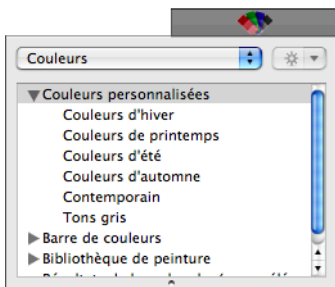 Couleurs
Couleurs personnalisées
Couleurs d'hiver
Couleurs de printemps
Couleurs d'été
Couleurs d'automne
Contemporain
Tons gris
Barre de couleurs
Bibliothèque de peinture